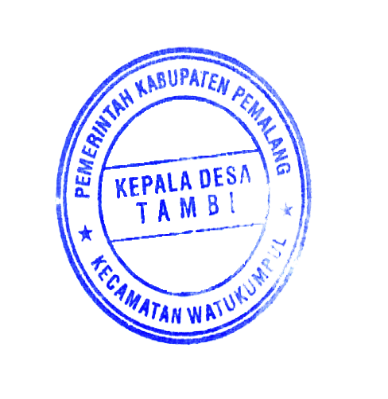 PEMERINTAH KABUPATEN PEMALANG
KEPALA DESA
TAMBI
KECAMATAN WATUKUMPUL